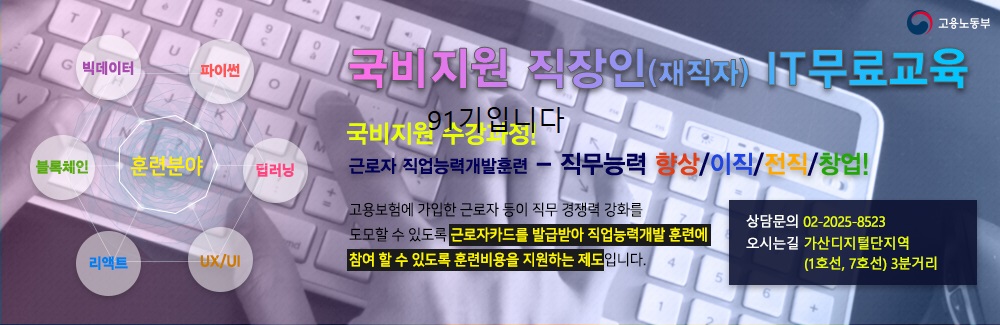 고용노동부
국비지원 직장인(재직자) IT무료교육
91기입니다
국비지원 수강과정!
근로자 직업능력개발훈련 - 직무능력 향상/이직/전직/창업!
빅데이터
파이썬
블록체인
훈련분야
딥러닝
리액트
UX/UI
고용보험에 가입한 근로자 등이 직무 경쟁력 강화를
도모할 수 있도록 근로자카드를 발급받아 직업능력개발 훈련에
참여 할 수 있도록 훈련비용을 지원하는 제도입니다.
상담문의 02-2025-8523
오시는길 가산디지털단지역
(1호선, 7호선) 3분거리